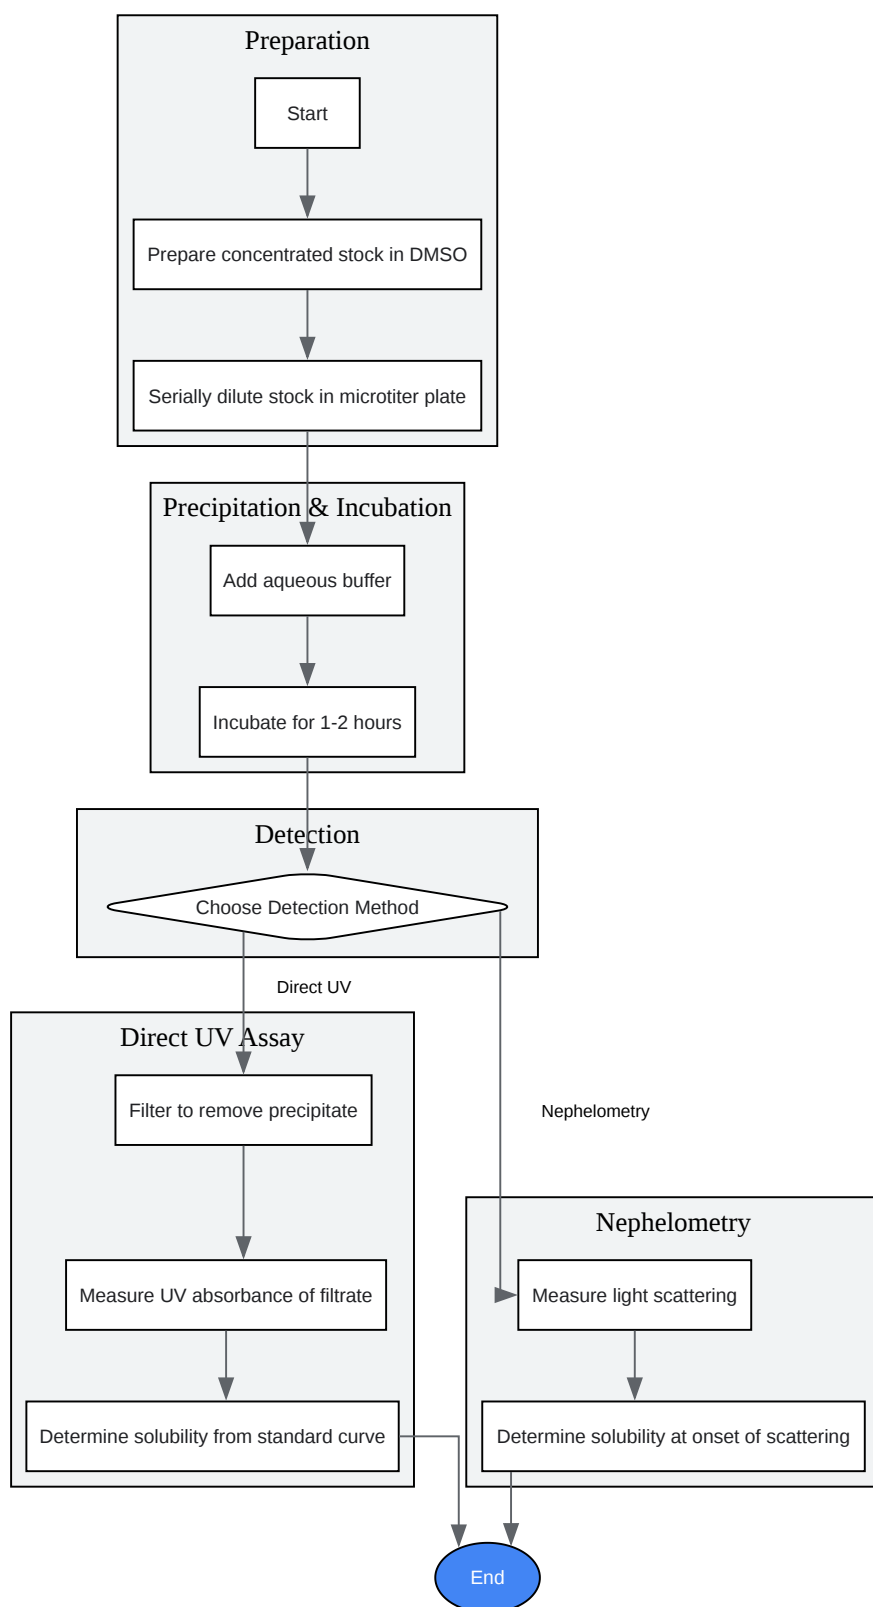 Preparation
Start
Prepare concentrated stock in DMSO
Serially dilute stock in microtiter plate
Precipitation & Incubation
Add aqueous buffer
Incubate for 1-2 hours
Detection
Choose Detection Method
Direct UV
Direct UV Assay
Filter to remove precipitate
Nephelometry
Nephelometry
Measure UV absorbance of filtrate
Measure light scattering
Determine solubility from standard curve
Determine solubility at onset of scattering
End